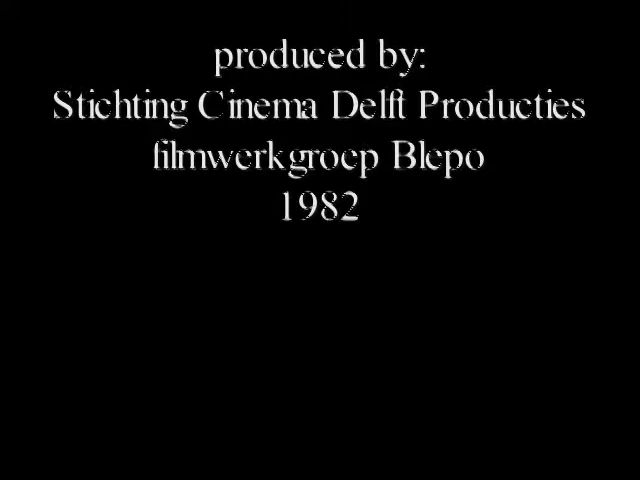 produced by:
Stichting Cinema Delft Producties
filmwerkgroep Blepo
1982